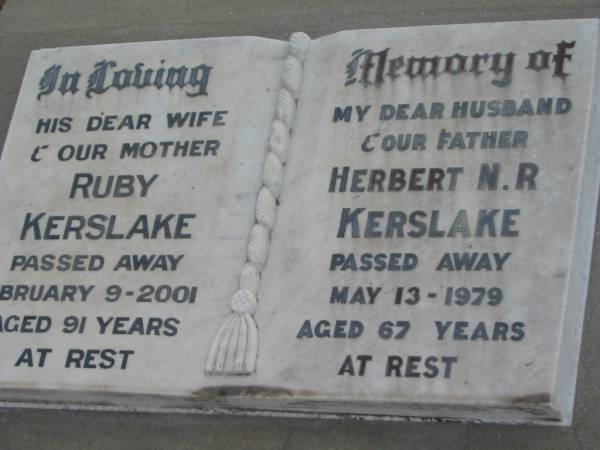 In Loving
HIS DEAR WIFE
& OUR MOTHER
RUBY
KERSLAKE
PASSED AWAY
BRUARY 9-2001
AGED 91 YEARS
AT REST
Memory of
MY DEAR HUSBAND
& OUR FATHER
HERBERT N.R
KERSLAKE
PASSED AWAY
MAY 13-1979
AGED 67 YEARS
AT REST